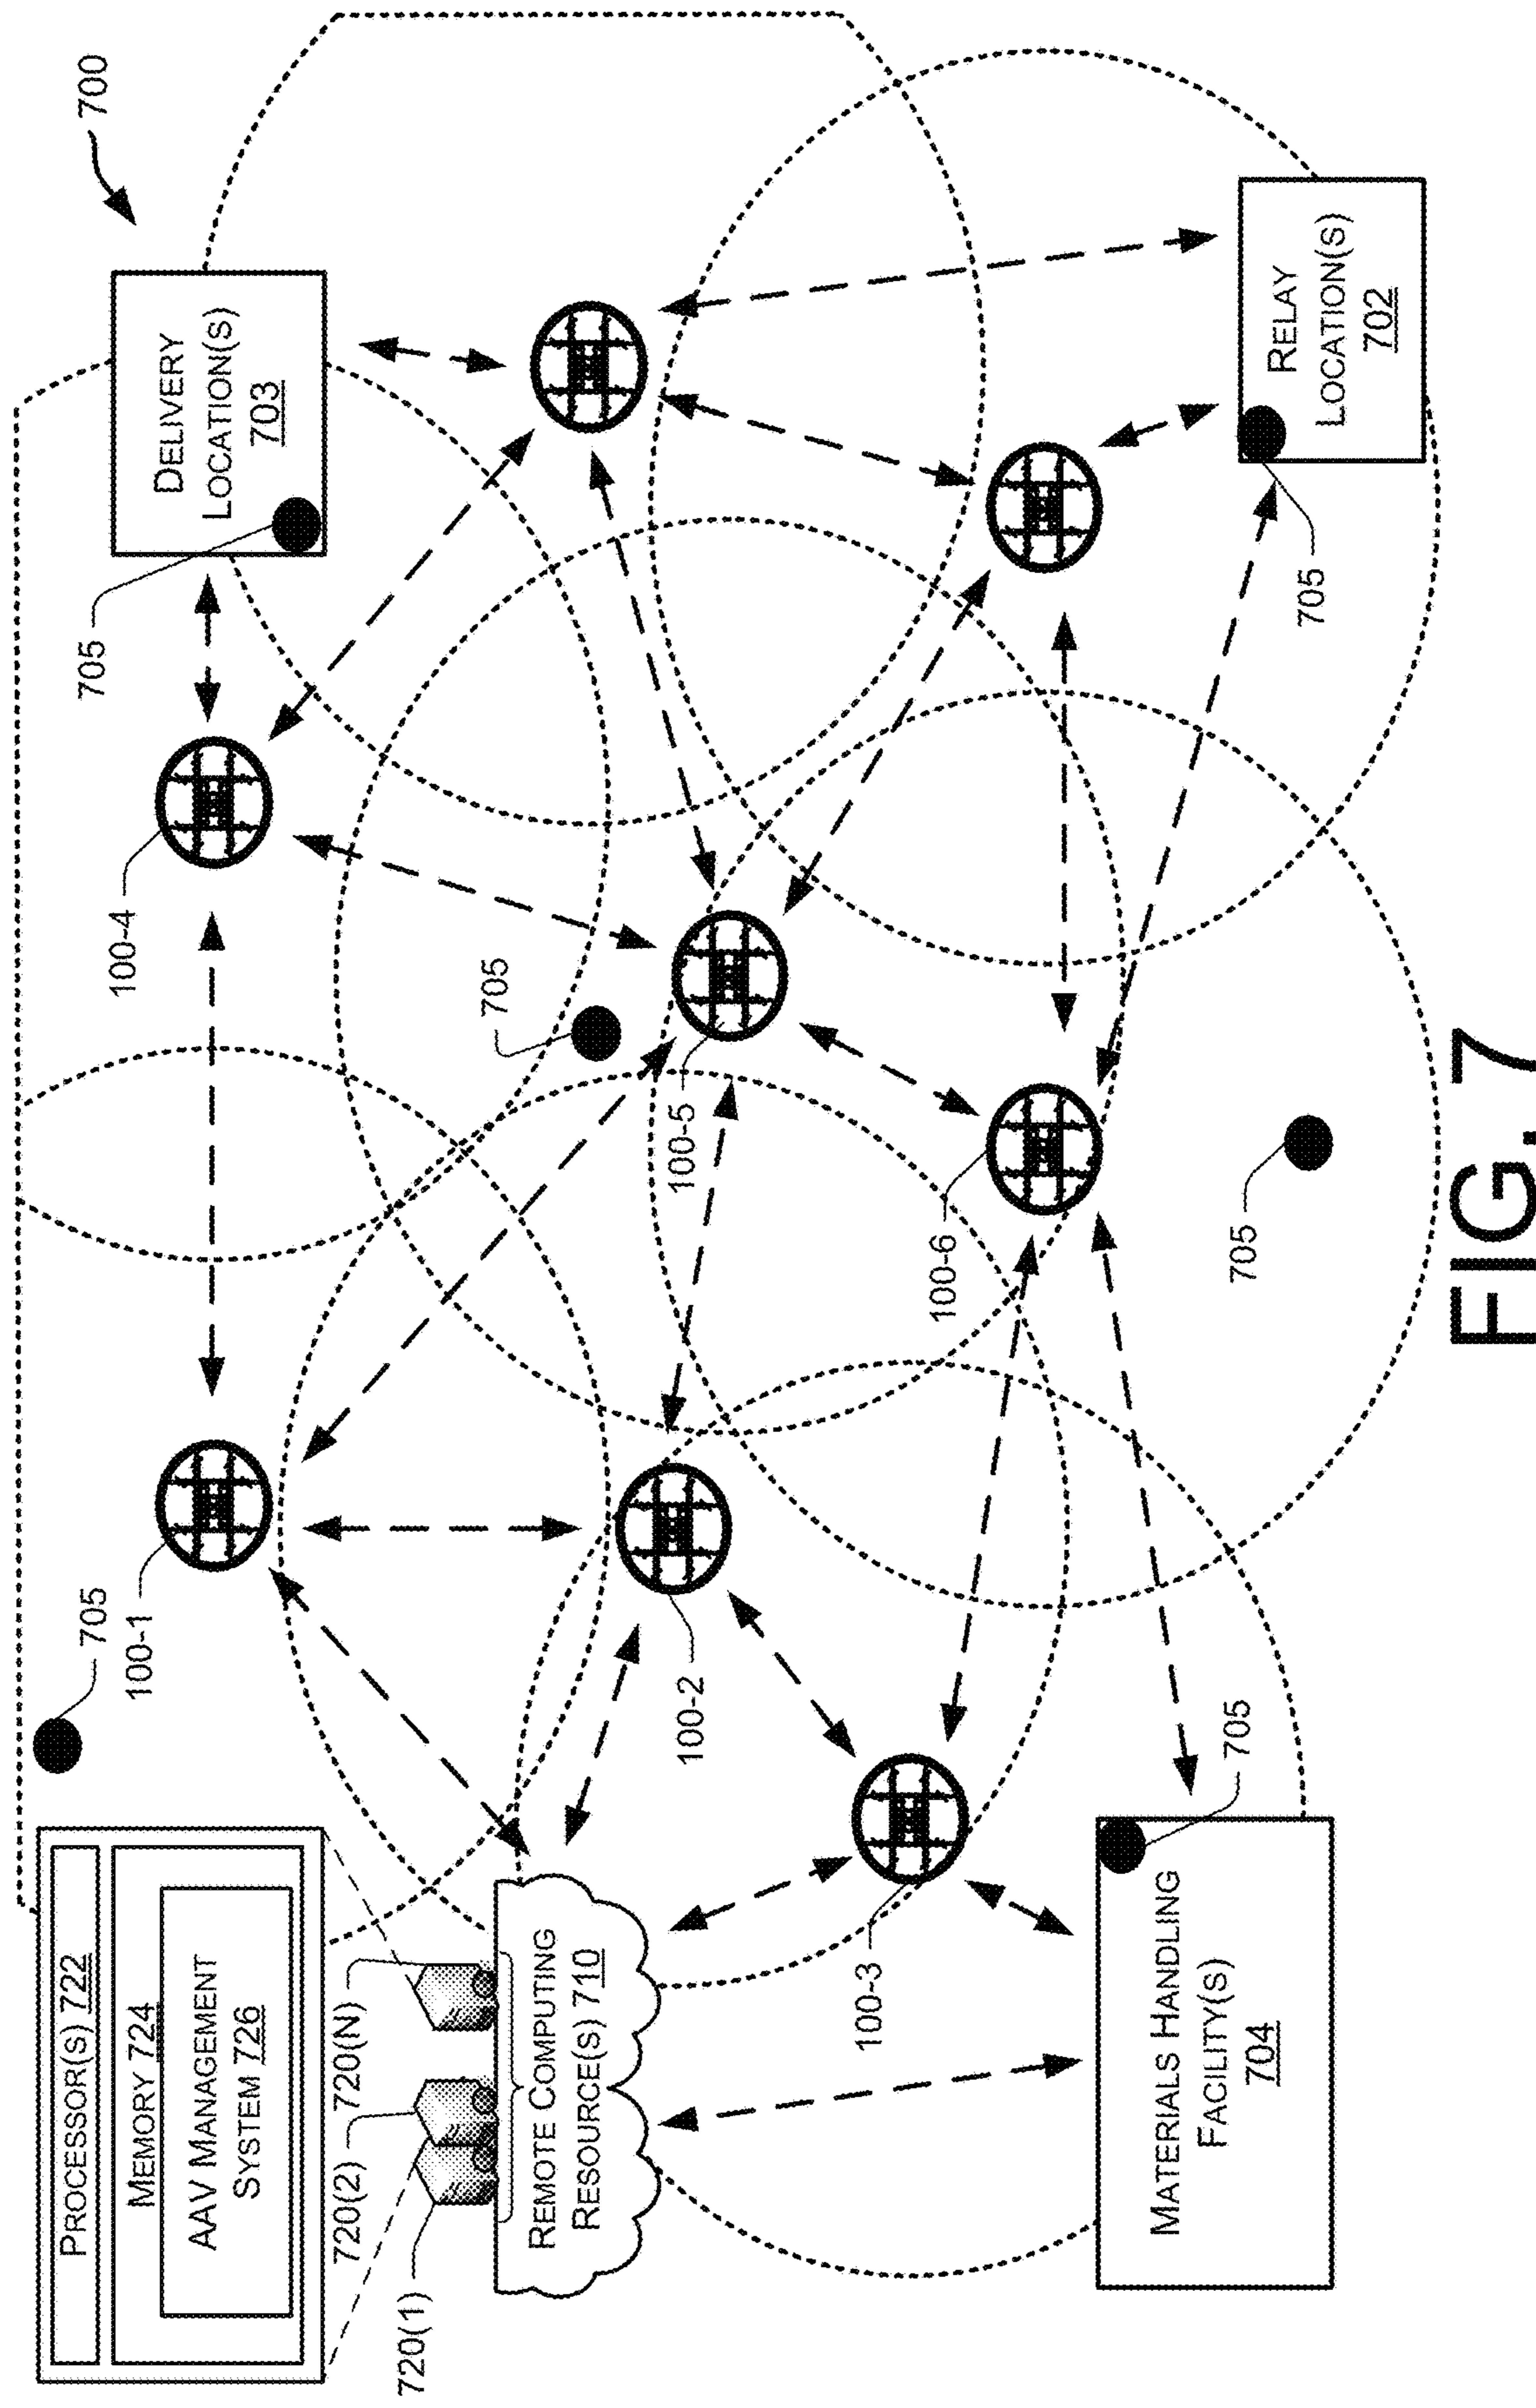 700
PROCESSOR(S) 722
MEMORY 724
AAV MANAGEMENT
SYSTEM 726
720(1)
720(2)
720(N)
REMOTE COMPUTING
RESOURCE(S) 710
705
100-1
100-4
705
DELIVERY
LOCATION(S)
703
100-2
100-5
705
100-3
100-6
MATERIALS HANDLING
FACILITY(S)
704
705
705
705
RELAY
LOCATION(S)
702
FIG. 7